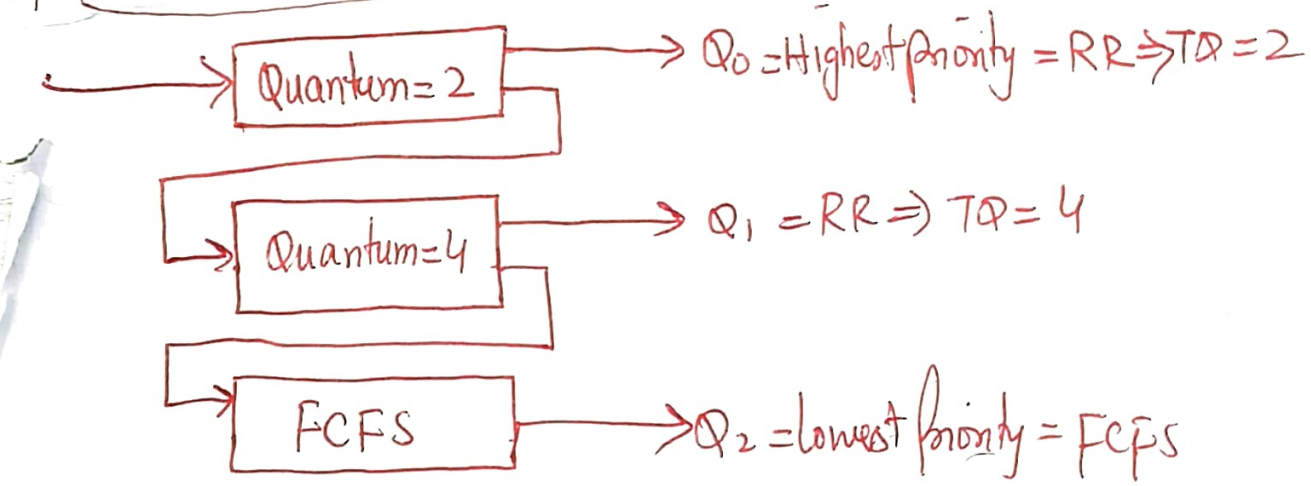 Quantum=2 Q0=Highest Priority = RR⇒TQ=2
Quantum=4 Q1 =RR⇒ TQ=4
FCFS Q2=Lowest Priority= FCFS